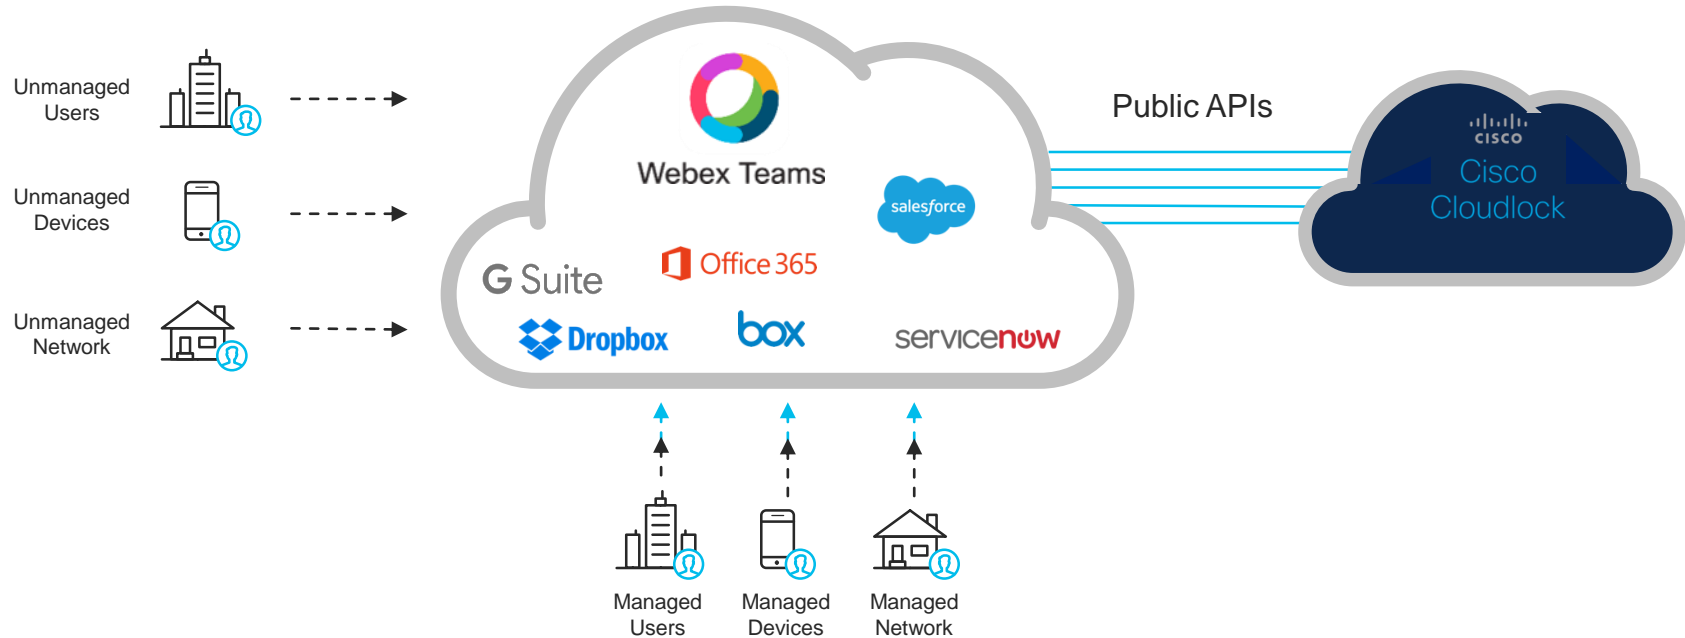 Unmanaged
Users
Unmanaged
Devices
Unmanaged
Network
Webex Teams
salesforce
Office 365
G Suite
Dropbox
box
servicenow
Public APIs
CISCO
Cisco
Cloudlock
Managed
Users
Managed
Devices
Managed
Network